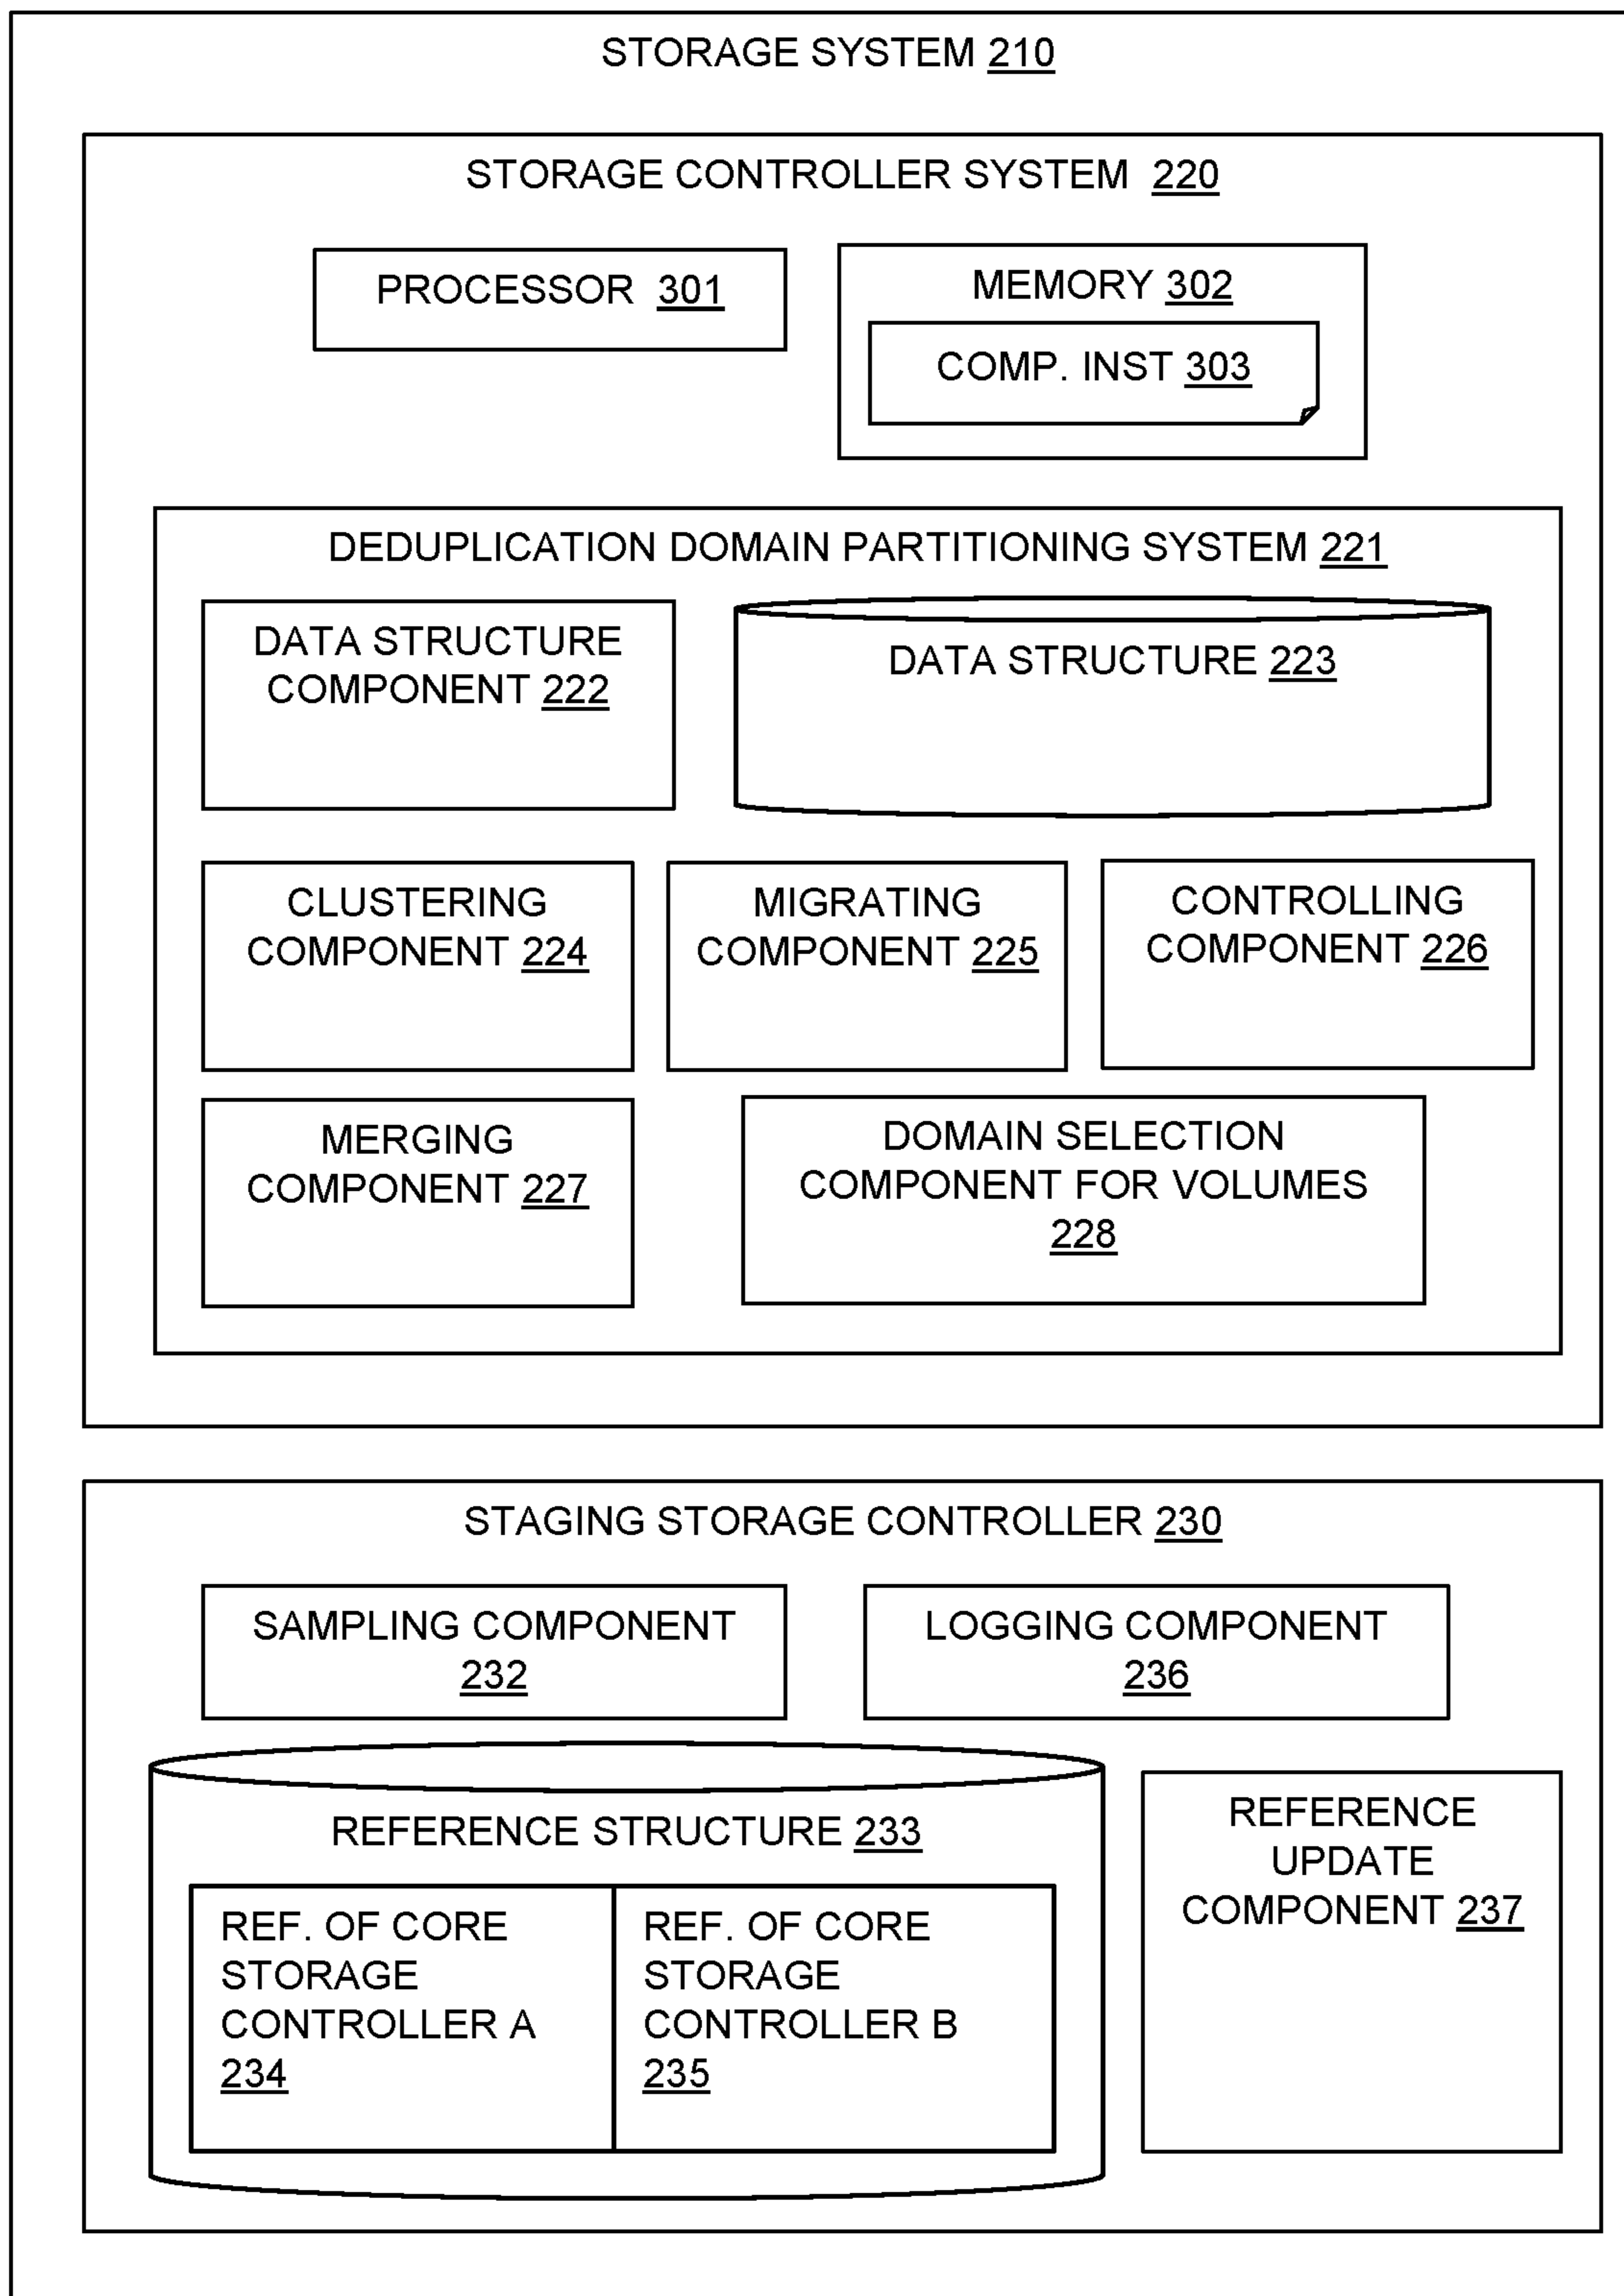 STORAGE SYSTEM 210
STORAGE CONTROLLER SYSTEM 220
PROCESSOR 301
MEMORY 302
COMP. INST 303
DEDUPLICATION DOMAIN PARTITIONING SYSTEM 221
DATA STRUCTURE
COMPONENT 222
DATA STRUCTURE 223
CLUSTERING
COMPONENT 224
MIGRATING
COMPONENT 225
CONTROLLING
COMPONENT 226
MERGING
COMPONENT 227
DOMAIN SELECTION
COMPONENT FOR VOLUMES
228
STAGING STORAGE CONTROLLER 230
SAMPLING COMPONENT
232
LOGGING COMPONENT
236
REFERENCE STRUCTURE 233
REF. OF CORE
STORAGE
CONTROLLER A
234
REF. OF CORE
STORAGE
CONTROLLER B
235
REFERENCE
UPDATE
COMPONENT 237